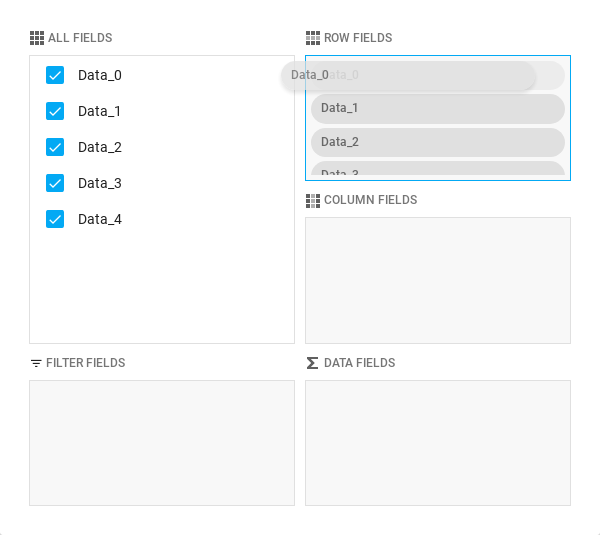 ALL FIELDS
Data_0
Data_1
Data_2
Data_3
Data_4
ROW FIELDS
Data_0
Data_0
Data_1
Data_2
Data_3
COLUMN FIELDS
FILTER FIELDS
DATA FIELDS